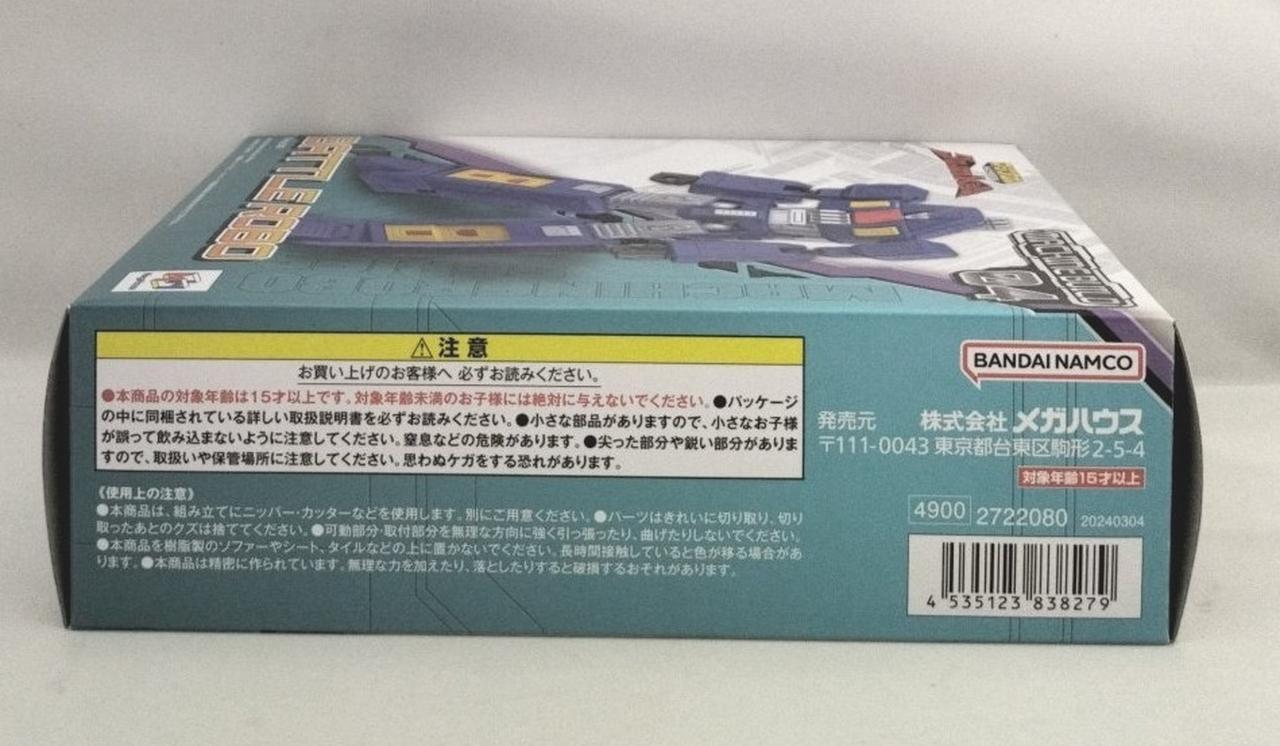 BATTLE ROBO
MACHINE BUILD
04
⚠注意
お買い上げのお客様へ 必ずお読みください。
●本商品の対象年齢は15才以上です。対象年齢未満のお子様には絶対に与えないでください。●パッケージ
の中に同梱されている詳しい取扱説明書を必ずお読みください。●小さな部品がありますので、小さなお子様
が誤って飲み込まないように注意してください。窒息などの危険があります。●尖った部分や鋭い部分がありま
すので、取扱いや保管場所に注意してください。思わぬケガをする恐れがあります。
《使用上の注意》
●本商品は、組み立てにニッパー・カッターなどを使用します。別にご用意ください。●パーツはきれいに切り取り、切り
取ったあとのクズは捨ててください。●可動部分・取付部分を無理な方向に強く引っ張ったり、曲げたりしないでください。
●本商品を樹脂製のソファーやシート、タイルなどの上に置かないでください。長時間接触していると色が移る場合があ
ります。●本商品は精密に作られています。無理な力を加えたり、落としたりすると破損するおそれがあります。
BANDAI NAMCO
発売元 株式会社 メガハウス
〒111-0043 東京都台東区駒形2-5-4
対象年齢15才以上
4900 2722080 20240304
4 535123 838279